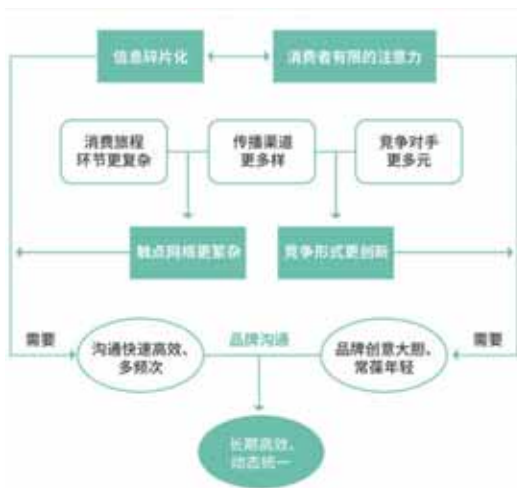 信息碎片化
消费者有限的注意力
消费旅程
环节更复杂
传播渠道
更多样
竞争对手
更多元
触点网络更繁杂
竞争形式更创新
需要
沟通快速高效、
多频次
品牌沟通
品牌创意大胆、
常葆年轻
需要
长期高效、
动态统一